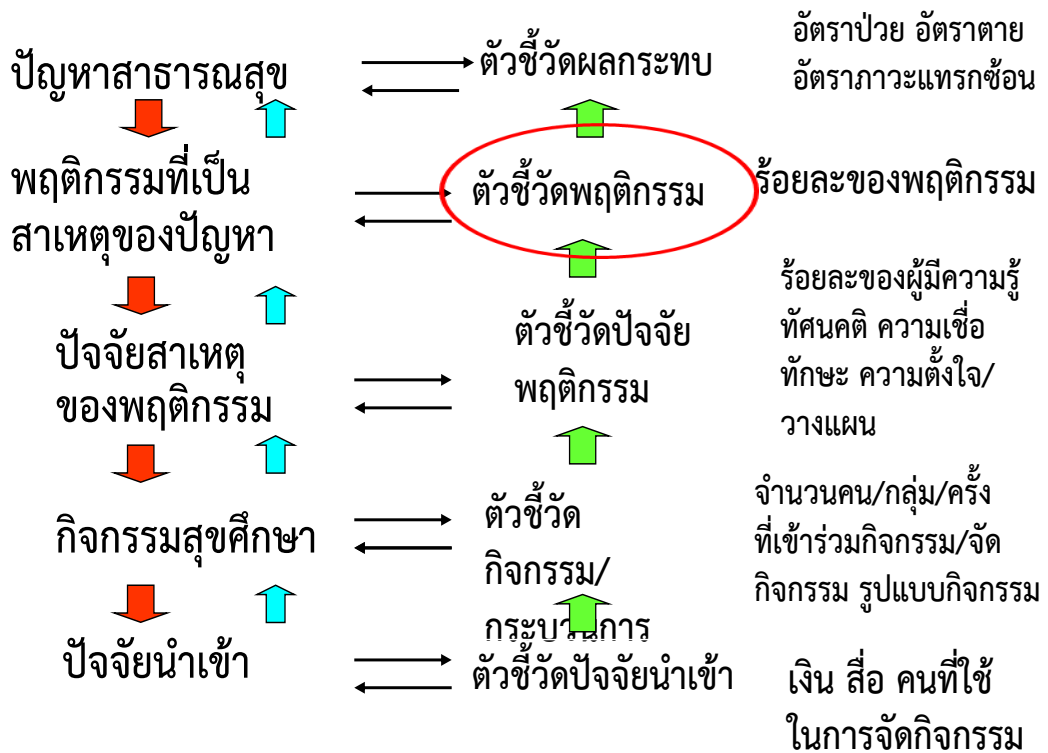 ปัญหาสาธารณสุข
ตัวชี้วัดผลกระทบ
อัตราป่วย อัตราตาย
อัตราภาวะแทรกซ้อน
พฤติกรรมที่เป็น
สาเหตุของปัญหา
ตัวชี้วัดพฤติกรรม
ร้อยละของพฤติกรรม
ปัจจัยสาเหตุ
ของพฤติกรรม
ตัวชี้วัดปัจจัย
พฤติกรรม
ร้อยละของผู้มีความรู้
ทัศนคติ ความเชื่อ
ทักษะ ความตั้งใจ/
วางแผน
กิจกรรมสุขศึกษา
ตัวชี้วัด
กิจกรรม/
กระบวนการ
จำนวนคน/กลุ่ม/ครั้ง
ที่เข้าร่วมกิจกรรม/จัด
กิจกรรม รูปแบบกิจกรรม
ปัจจัยนำเข้า
ตัวชี้วัดปัจจัยนำเข้า
เงิน สื่อ คนที่ใช้
ในการจัดกิจกรรม